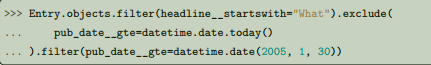 >>> Entry.objects.filter(headline__startswith="What").exclude(
...     pub_date__gte=datetime.date.today()
... ).filter(pub_date__gte=datetime.date(2005, 1, 30))